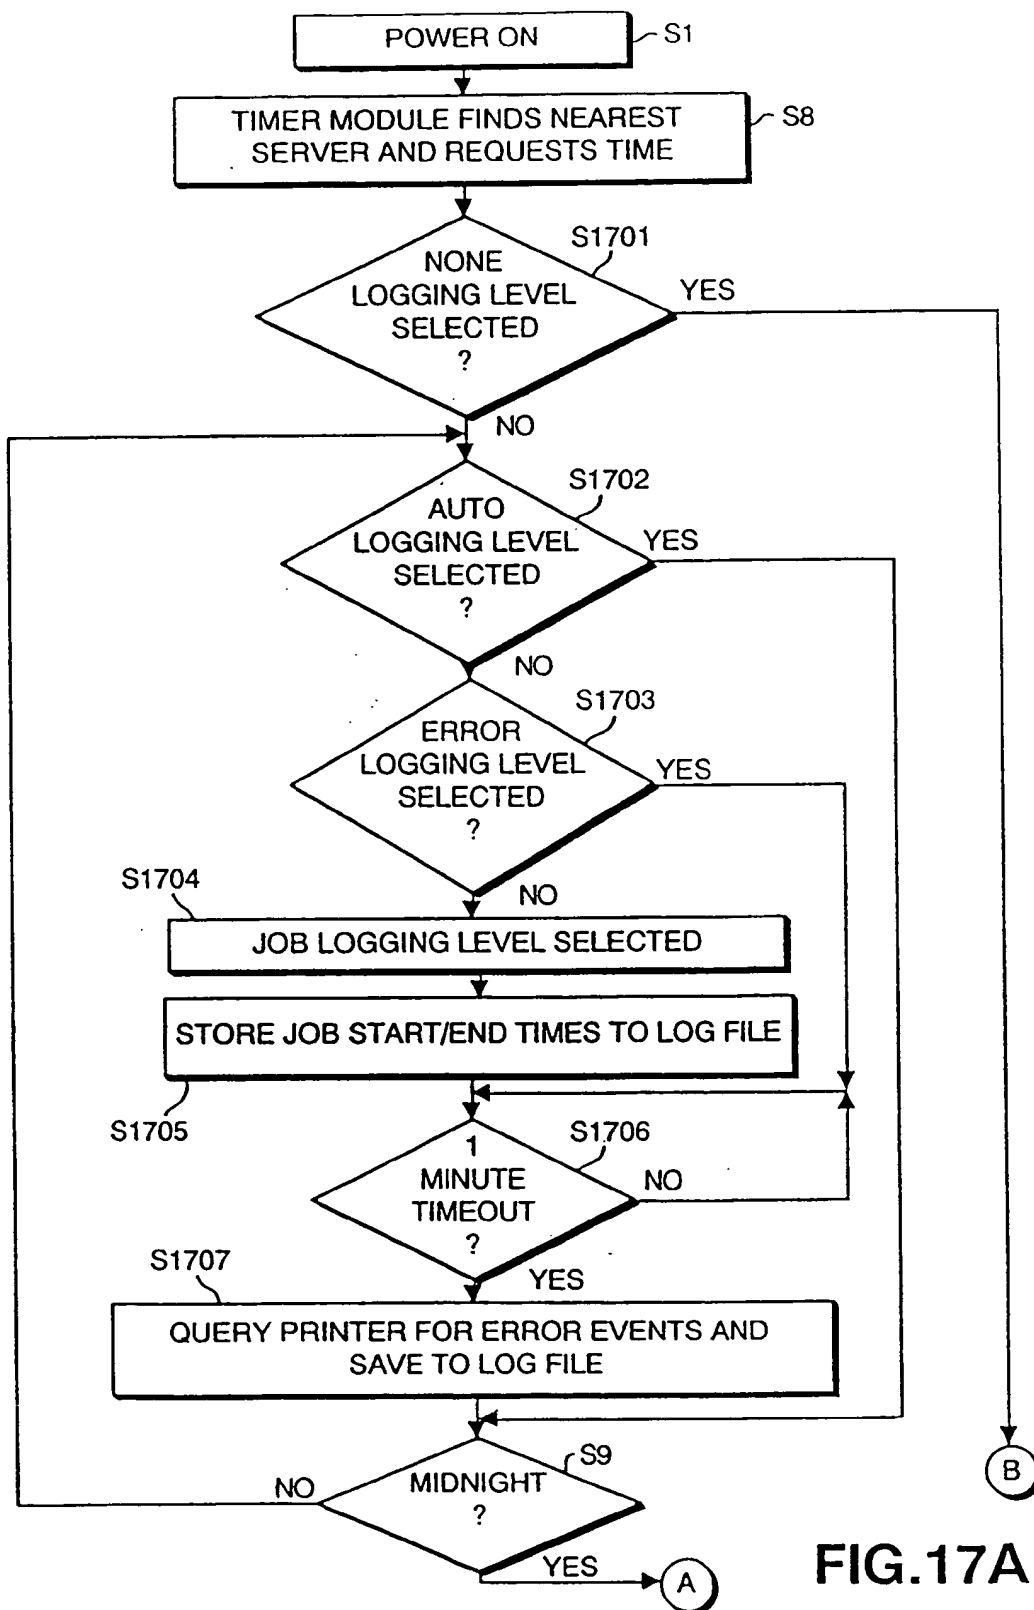 POWER ON
S1
TIMER MODULE FINDS NEAREST
SERVER AND REQUESTS TIME
S8
S1701
NONE
LOGGING LEVEL
SELECTED
?
YES
NO
S1702
AUTO
LOGGING LEVEL
SELECTED
?
YES
NO
S1703
ERROR
LOGGING LEVEL
SELECTED
?
YES
NO
S1704
JOB LOGGING LEVEL SELECTED
STORE JOB START/END TIMES TO LOG FILE
S1705
S1706
1
MINUTE
TIMEOUT
?
NO
YES
S1707
QUERY PRINTER FOR ERROR EVENTS AND
SAVE TO LOG FILE
S9
MIDNIGHT
?
NO
YES
A
B
FIG.17A